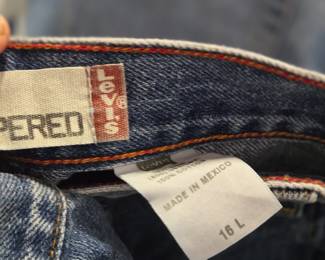 PERED
Levi's®
100% COTTON
MADE IN MEXICO
16 L